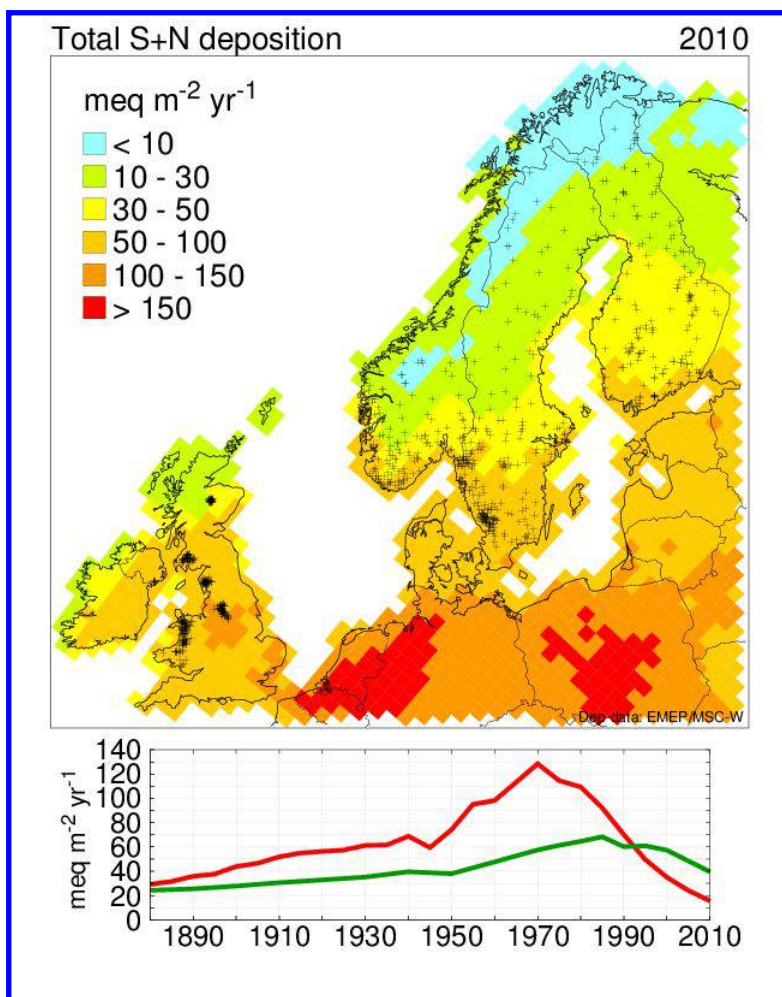 Total S+N deposition 2010
meq m-2 yr-1
< 10
10 - 30
30 - 50
50 - 100
100 - 150
> 150
Dep data: EMEP/MSC-W
140
120
100
80
60
40
20
0
meq m-2 yr-1
1890 1910 1930 1950 1970 1990 2010